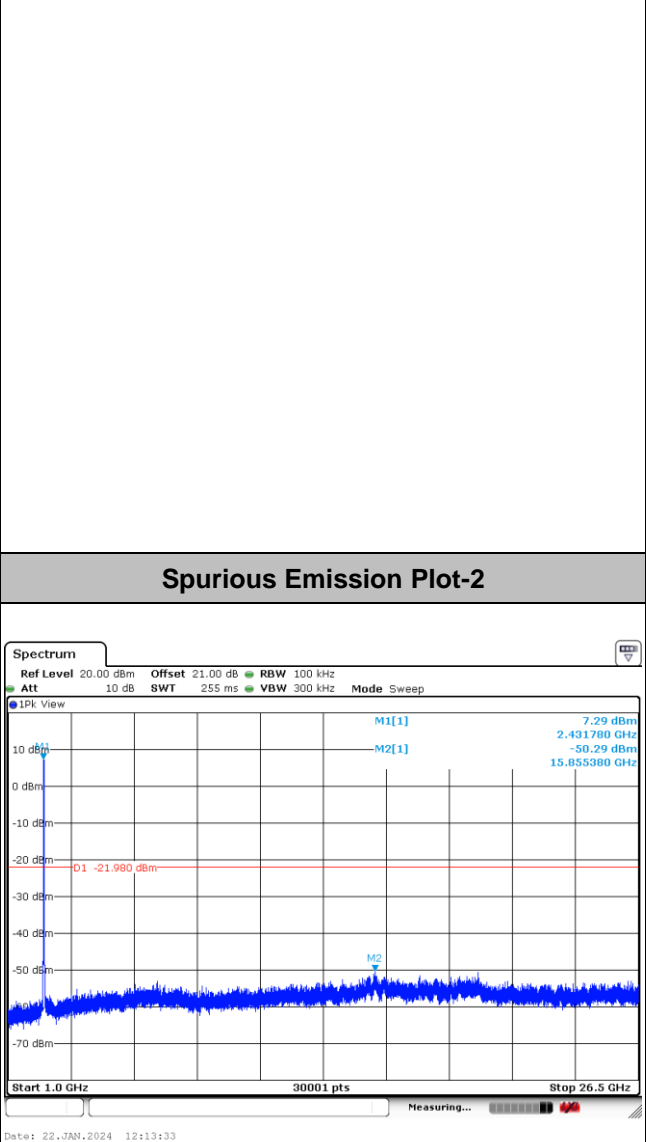 Spurious Emission Plot-2
Spectrum
Ref Level 20.00 dBm Offset 21.00 dB RBW 100 kHz
Att 10 dB SWT 255 ms VBW 300 kHz Mode Sweep
1Pk View
M1[1] 7.29 dBm
2.431780 GHz
M2[1] -50.29 dBm
15.855380 GHz
10 dBm
M1
0 dBm
-10 dBm
-20 dBm
D1 -21.980 dBm
-30 dBm
-40 dBm
M2
-50 dBm
-70 dBm
Start 1.0 GHz 30001 pts Stop 26.5 GHz
Measuring...
Date: 22.JAN.2024 12:13:33